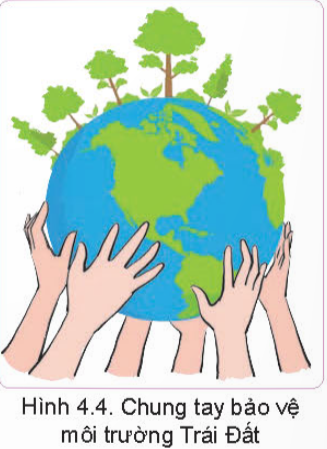 Hình 4.4. Chung tay bảo vệ
môi trường Trái Đất